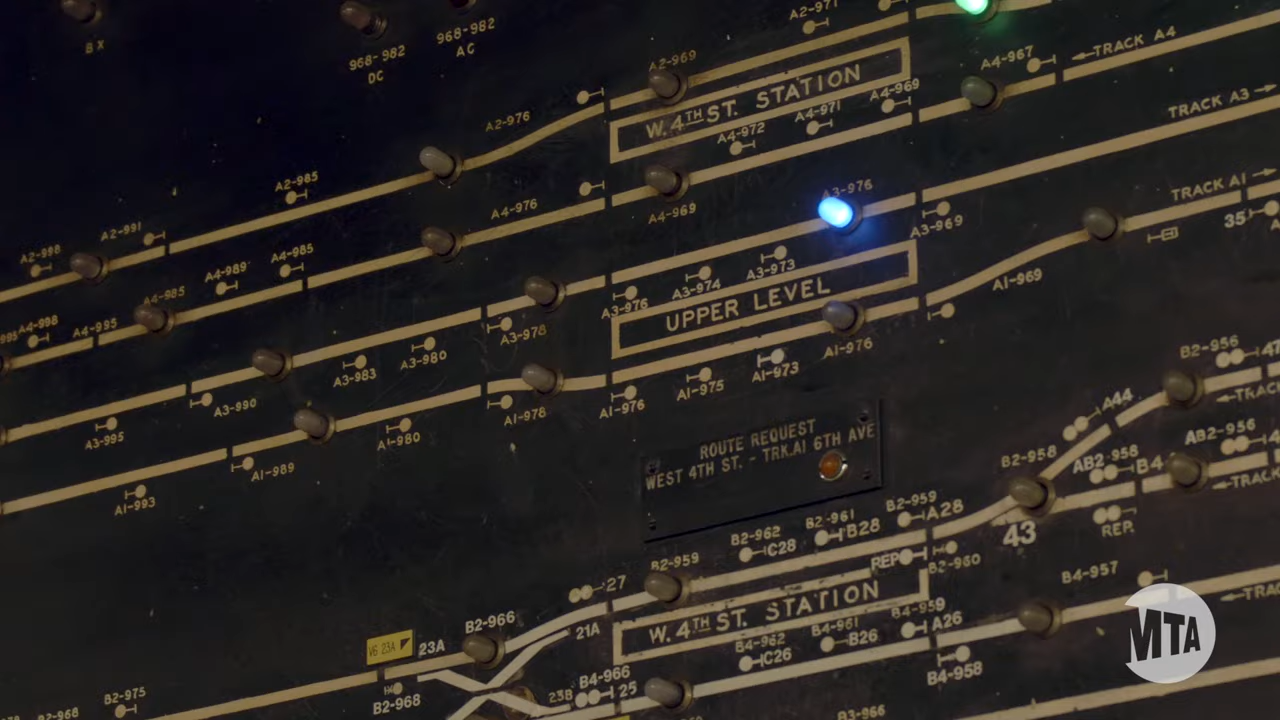 BX
968-982
DC
968-982
AC
A2-971
A2-969
W. 4TH ST. STATION
A4-967
←TRACK A4
A4-969
A4-971
A4-972
A2-976
TRACK A3→
A2-985
A3-976
A4-976
A4-969
TRACK A1→
A2-991
A2-998
A3-969
35
A4-985
A4-989
A3-973
A3-974
A3-976
A1-969
A4-985
UPPER LEVEL
A4-998
A4-995
A3-978
A1-976
A3-980
A3-983
A1-973
A1-975
A1-976
A1-978
B2-956
A3-990
A3-995
A1-980
A44
ROUTE REQUEST
WEST 4TH ST. - TRK.A1 6TH AVE
AB2-956
A1-989
B2-958
AB2-958
B4
A1-993
B2-959
A28
B2-961
B28
B2-962
C28
43
REP.
REP
B2-960
B2-959
B4-957
27
W. 4TH ST. STATION
B4-959
A26
B4-961
B26
B4-962
C26
B2-966
21A
V6 23A
23A
B4-958
B4-966
23B
25
B2-968
B2-975
B2-968
B3-966
MTA